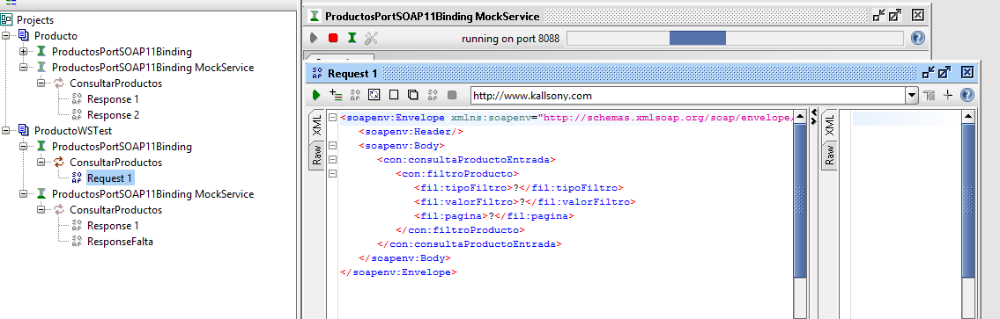 Projects
Producto
ProductosPortSOAP11Binding
ProductosPortSOAP11Binding MockService
ConsultarProductos
Response 1
Response 2
ProductoWSTest
ProductosPortSOAP11Binding
ConsultarProductos
Request 1
ProductosPortSOAP11Binding MockService
ConsultarProductos
Response 1
ResponseFalta
ProductosPortSOAP11Binding MockService
running on port 8088
Request 1
http://www.kallsony.com
XML
Raw
<soapenv:Envelope xmlns:soapenv="http://schemas.xmlsoap.org/soap/envelope/
<soapenv:Header/>
<soapenv:Body>
<con:consultaProductoEntrada>
<con:filtroProducto>
<fil:tipoFiltro>?</fil:tipoFiltro>
<fil:valorFiltro>?</fil:valorFiltro>
<fil:pagina>?</fil:pagina>
</con:filtroProducto>
</con:consultaProductoEntrada>
</soapenv:Body>
</soapenv:Envelope>
XML
Raw